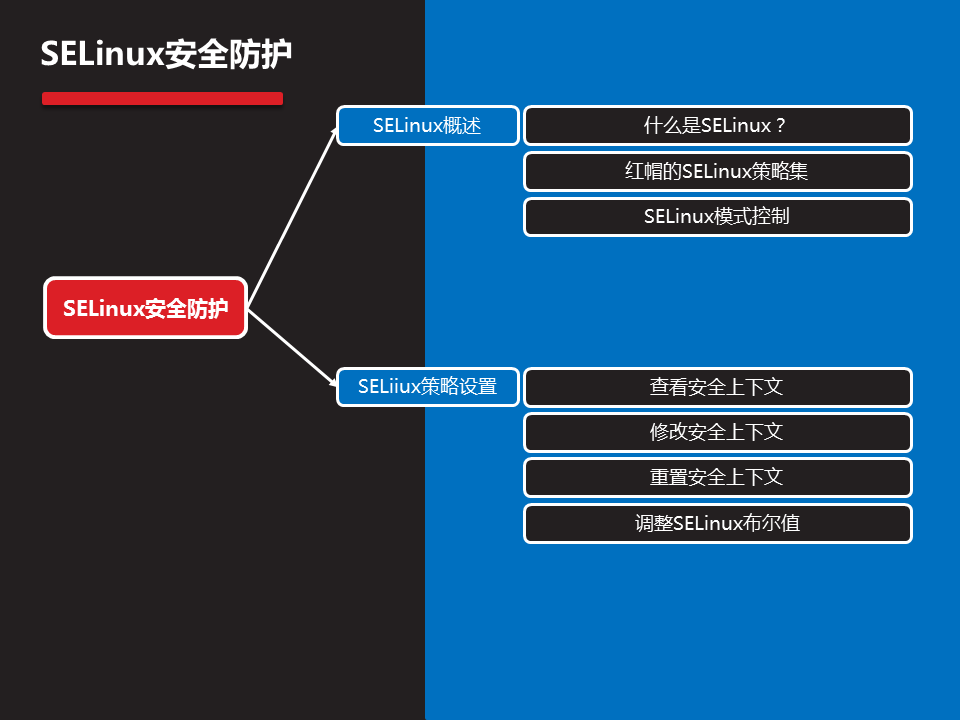 SELinux安全防护
SELinux概述
什么是SELinux？
红帽的SELinux策略集
SELinux模式控制
SELinux安全防护
SELiiux策略设置
查看安全上下文
修改安全上下文
重置安全上下文
调整SELinux布尔值